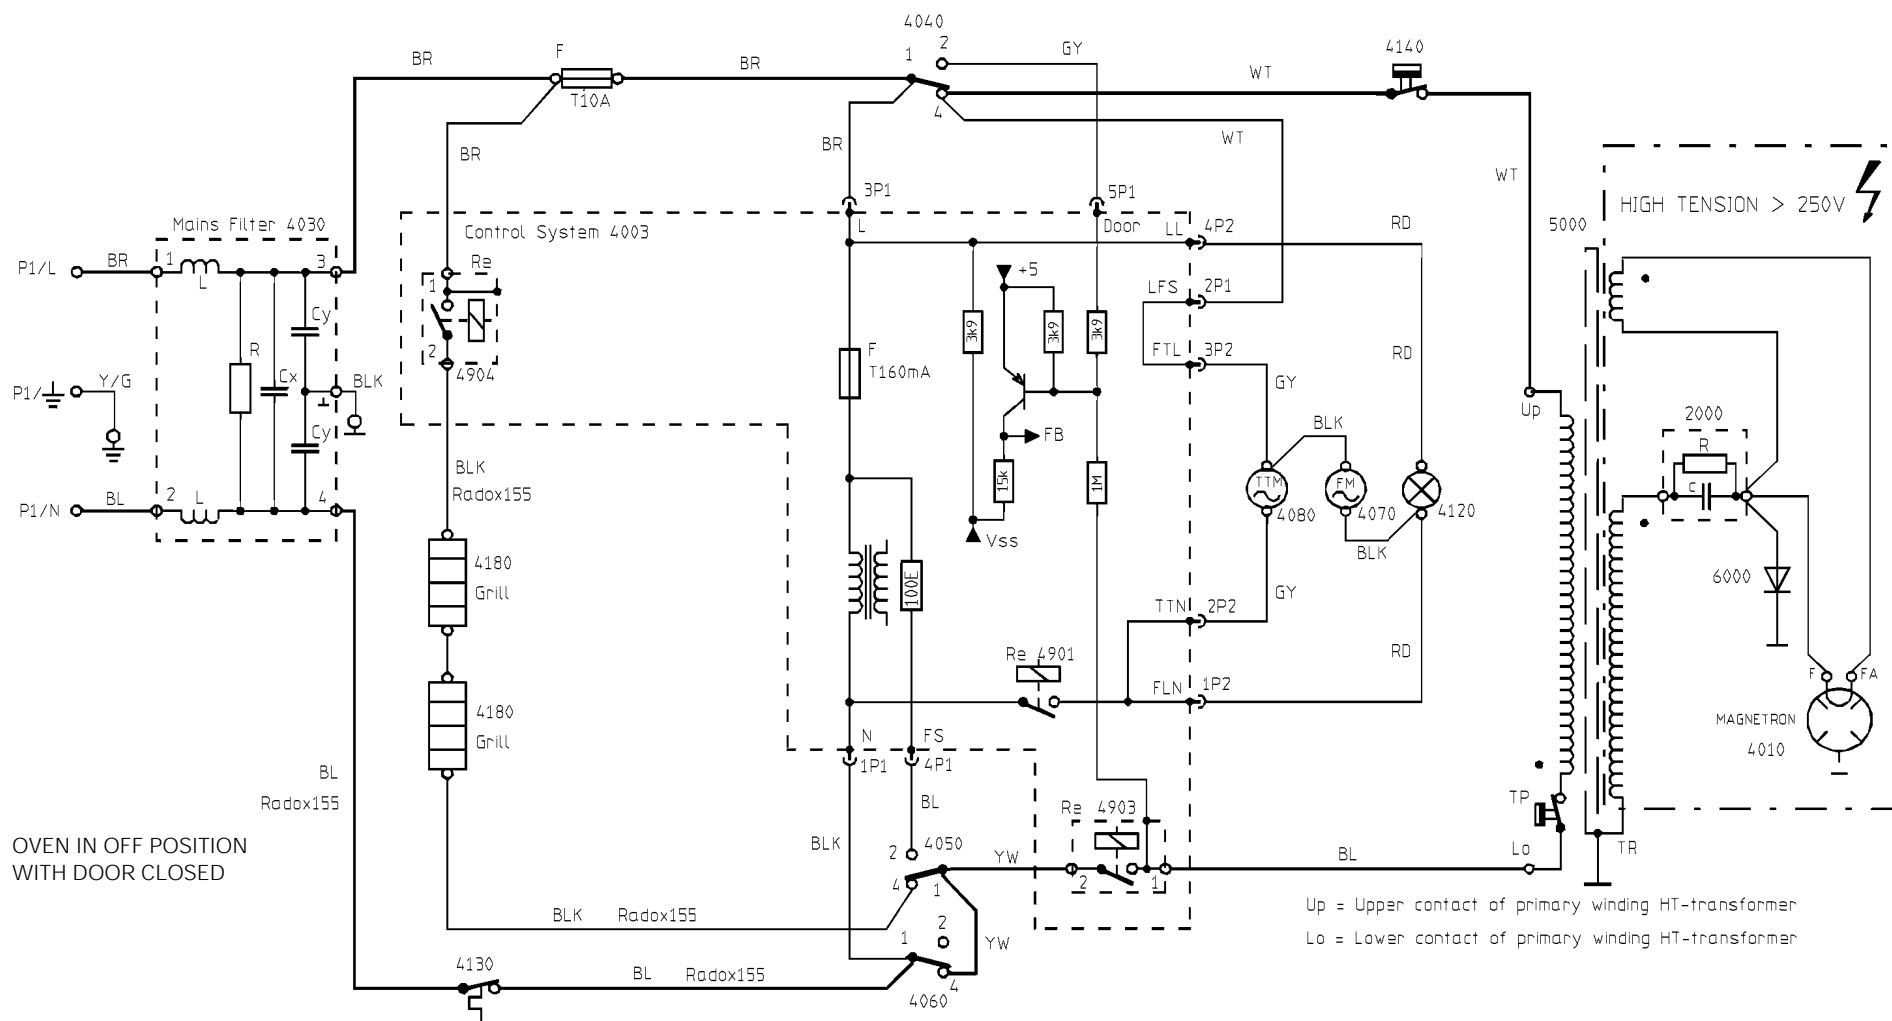 4040
1
2
GY
BR
F
T10A
BR
4
WT
4140
WT
BR
BR
WT
HIGH TENSION > 250V
3P1
5P1
Mains Filter 4030
Control System 4003
L
Door
LL
4P2
RD
5000
P1/L
BR
1
L
3
Re
1
2
4904
+5
LFS
2P1
Cy
3k9
3k9
3k9
FTL
3P2
RD
R
Cx
F
T160mA
P1/
Y/G
BLK
GY
Up
2000
R
C
Cy
BLK
FB
BLK
Radox155
15k
1M
TTM
4080
FM
4070
4120
P1/N
BL
2
L
4
Vss
BLK
4180
Grill
100E
6000
GY
TTN
2P2
Re 4901
RD
F
FA
FLN
1P2
4180
Grill
MAGNETRON
4010
N
FS
1P1
4P1
BL
Radox155
BL
Re 4903
TP
OVEN IN OFF POSITION
WITH DOOR CLOSED
BLK
2
4050
4
1
YW
2
1
BL
Lo
TR
BLK
Radox155
2
1
YW
Up = Upper contact of primary winding HT-transformer
Lo = Lower contact of primary winding HT-transformer
4130
BL
Radox155
4
4060